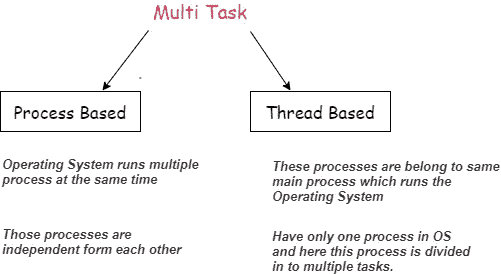 Multi Task
Process Based
Thread Based
Operating System runs multiple
process at the same time
These processes are belong to same
main process which runs the
Operating System
Those processes are
independent form each other
Have only one process in OS
and here this process is divided
in to multiple tasks.